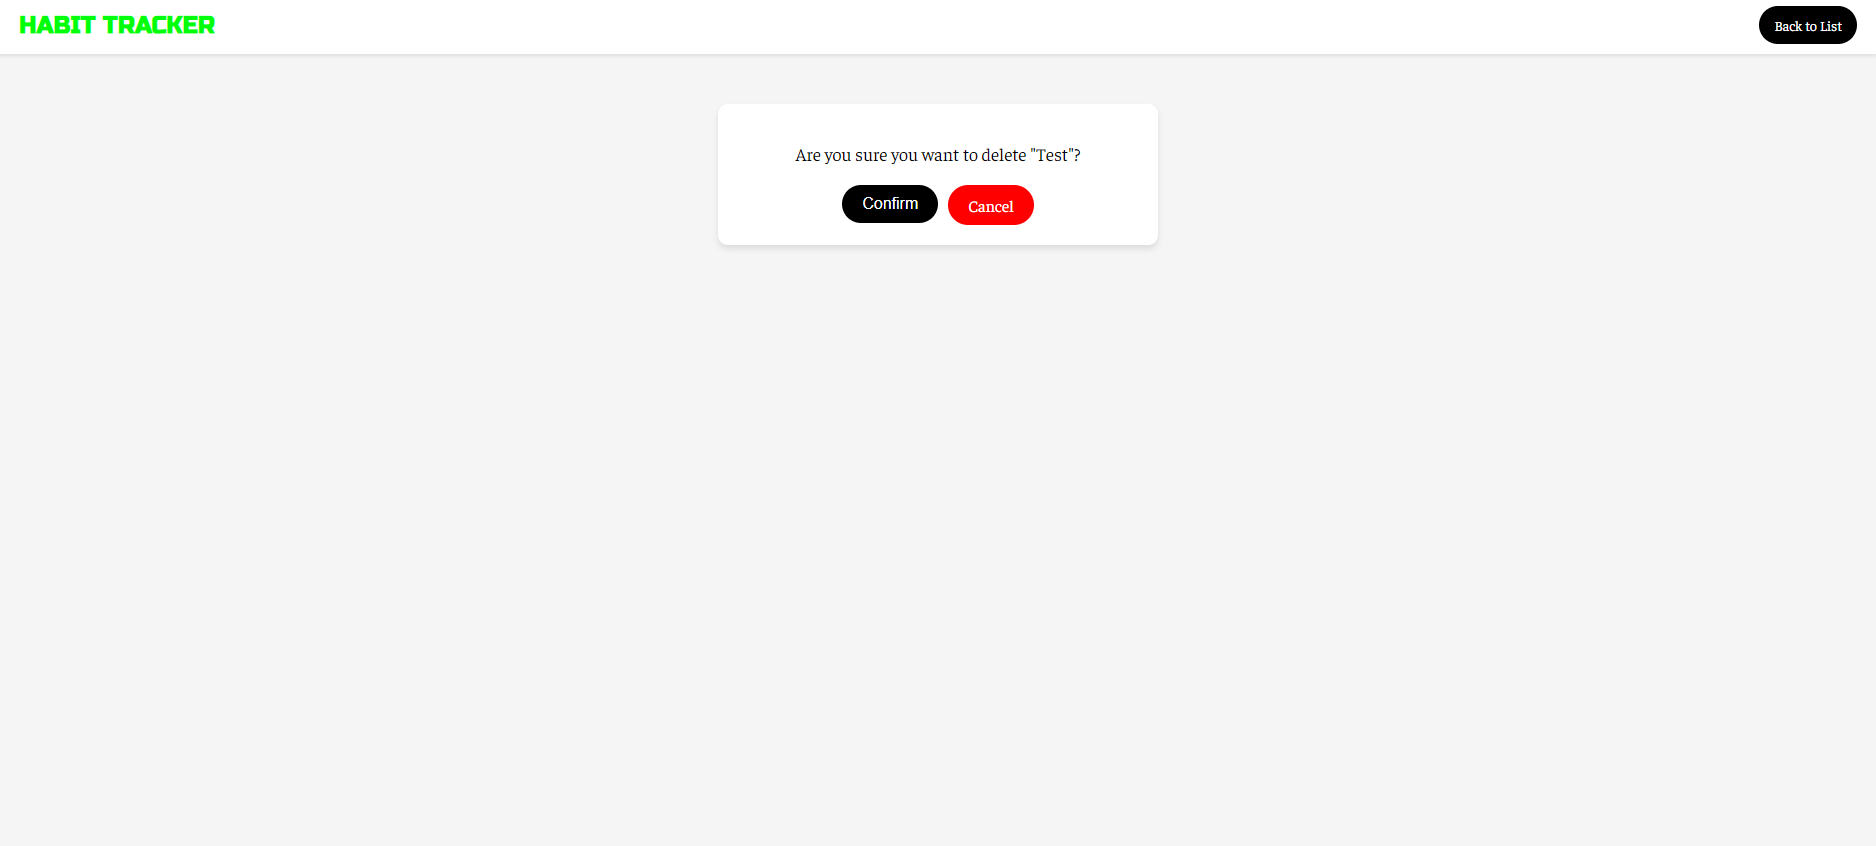 HABIT TRACKER
Back to List
Are you sure you want to delete "Test"?
Confirm
Cancel